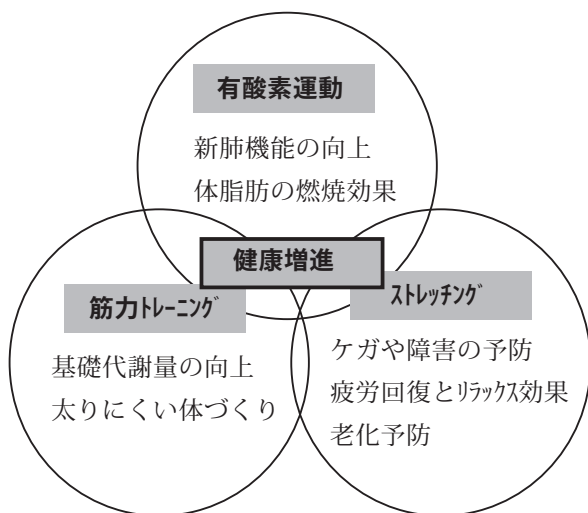 有酸素運動
新肺機能の向上
体脂肪の燃焼効果
健康増進
筋力ﾄﾚｰﾆﾝｸﾞ
基礎代謝量の向上
太りにくい体づくり
ｽﾄﾚｯﾁﾝｸﾞ
ケガや障害の予防
疲労回復とﾘﾗｯｸｽ効果
老化予防